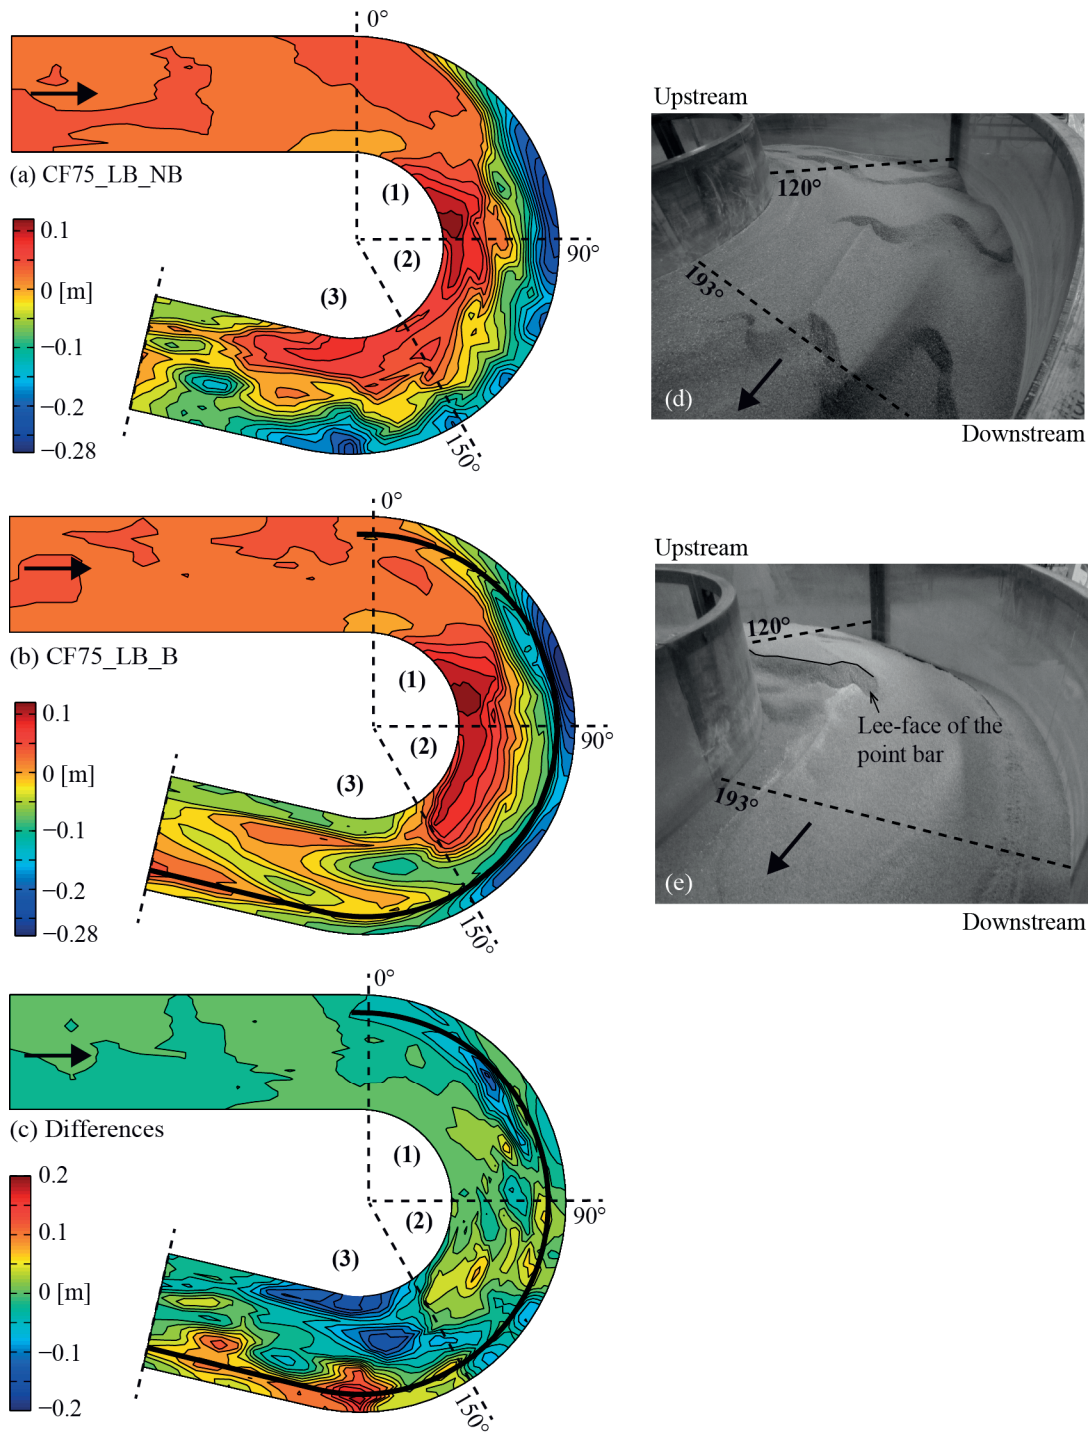 0°
(a) CF75_LB_NB
0.1
0 [m]
−0.1
−0.2
−0.28
(1)
(2)
(3)
90°
150°
Upstream
120°
193°
(d)
Downstream
0°
(b) CF75_LB_B
0.1
0 [m]
−0.1
−0.2
−0.28
(1)
(2)
(3)
90°
150°
Upstream
120°
Lee-face of the
point bar
193°
(e)
Downstream
0°
(c) Differences
0.2
0.1
0 [m]
−0.1
−0.2
(1)
(2)
(3)
90°
150°